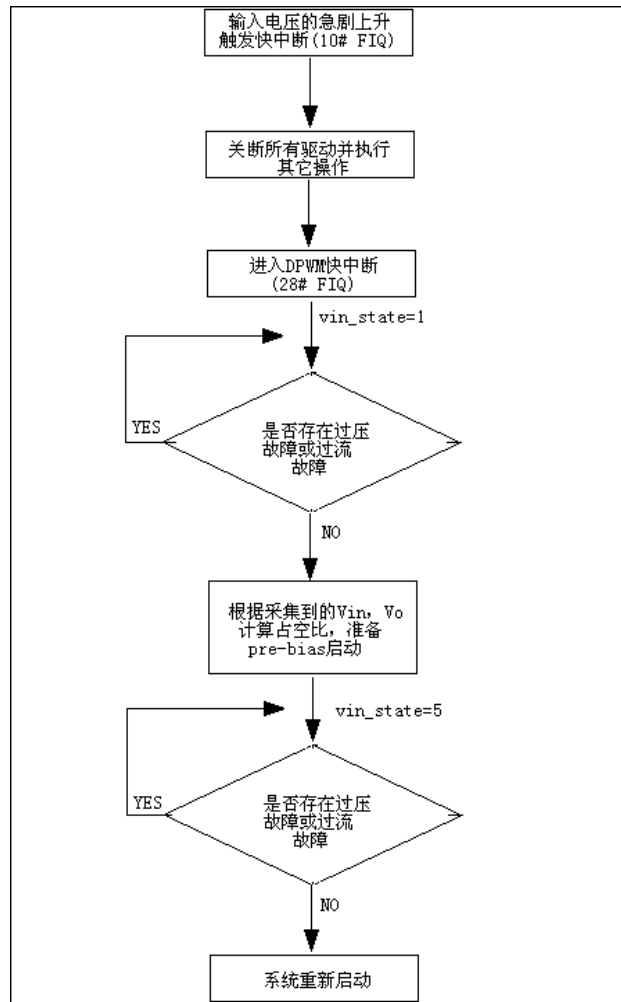 输入电压的急剧上升
触发快中断(10# FIQ)
关断所有驱动并执行
其它操作
进入DPWM快中断
(28# FIQ)
vin_state=1
YES
是否存在过压
故障或过流
故障
NO
根据采集到的Vin, Vo
计算占空比, 准备
pre-bias启动
vin_state=5
YES
是否存在过压
故障或过流
故障
NO
系统重新启动